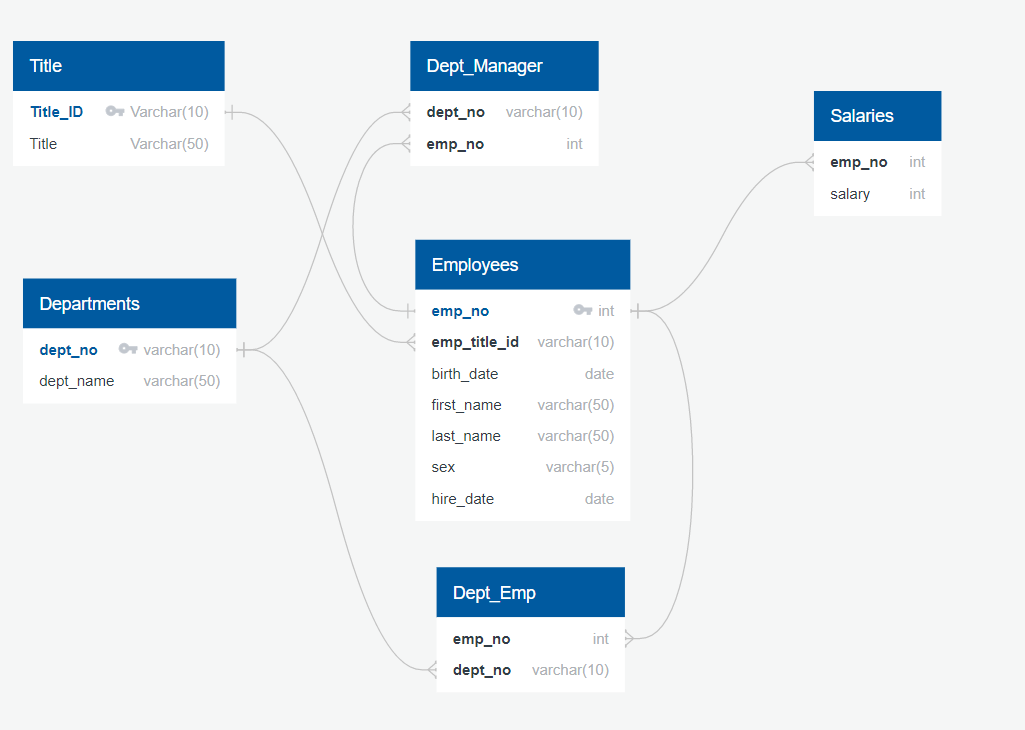 Title
Title_ID Varchar(10)
Title Varchar(50)
Dept_Manager
dept_no varchar(10)
emp_no int
Salaries
emp_no int
salary int
Departments
dept_no varchar(10)
dept_name varchar(50)
Employees
emp_no int
emp_title_id varchar(10)
birth_date date
first_name varchar(50)
last_name varchar(50)
sex varchar(5)
hire_date date
Dept_Emp
emp_no int
dept_no varchar(10)